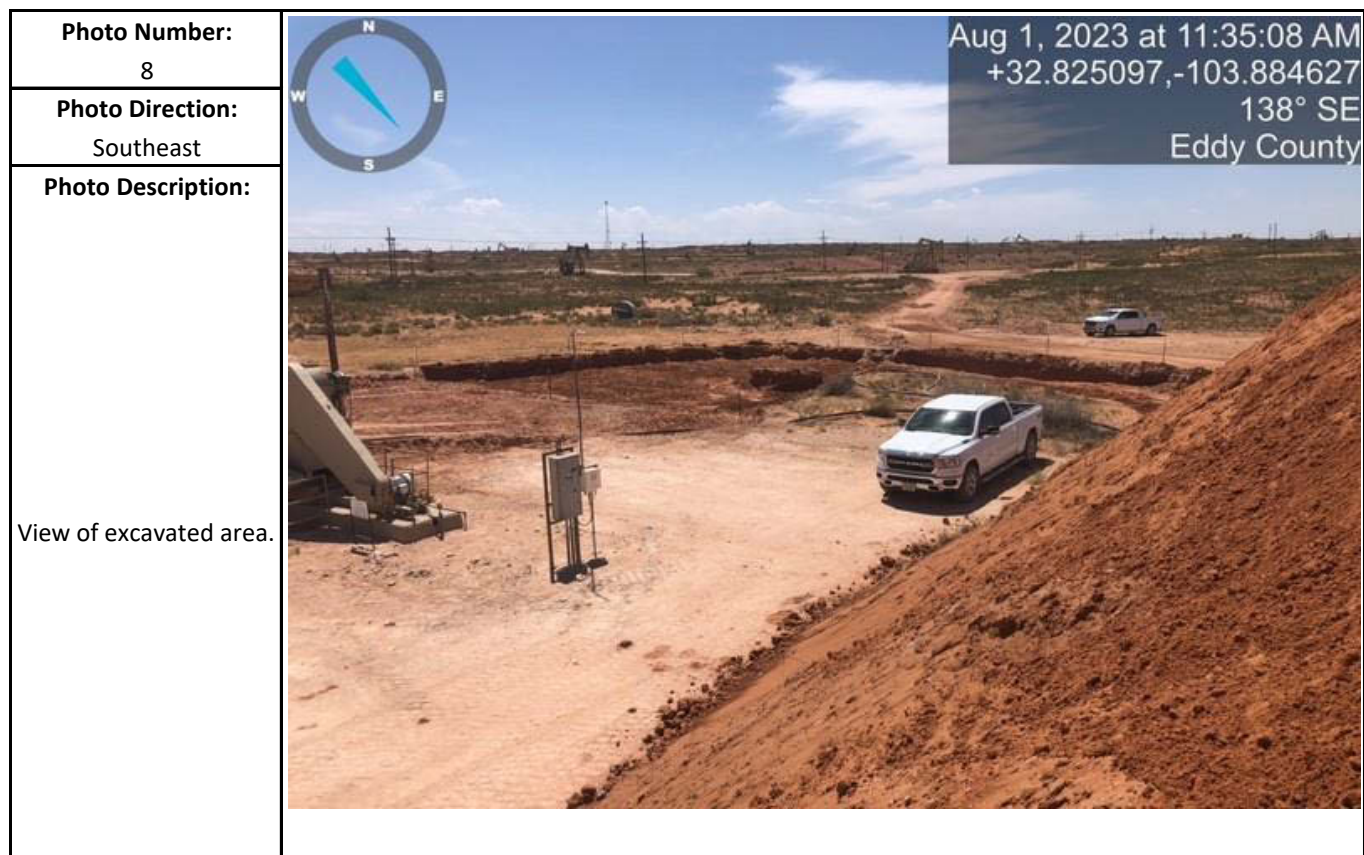 Photo Number:
8
Photo Direction:
Southeast
Photo Description:
View of excavated area.
N
W
E
S
Aug 1, 2023 at 11:35:08 AM
+32.825097,-103.884627
138° SE
Eddy County